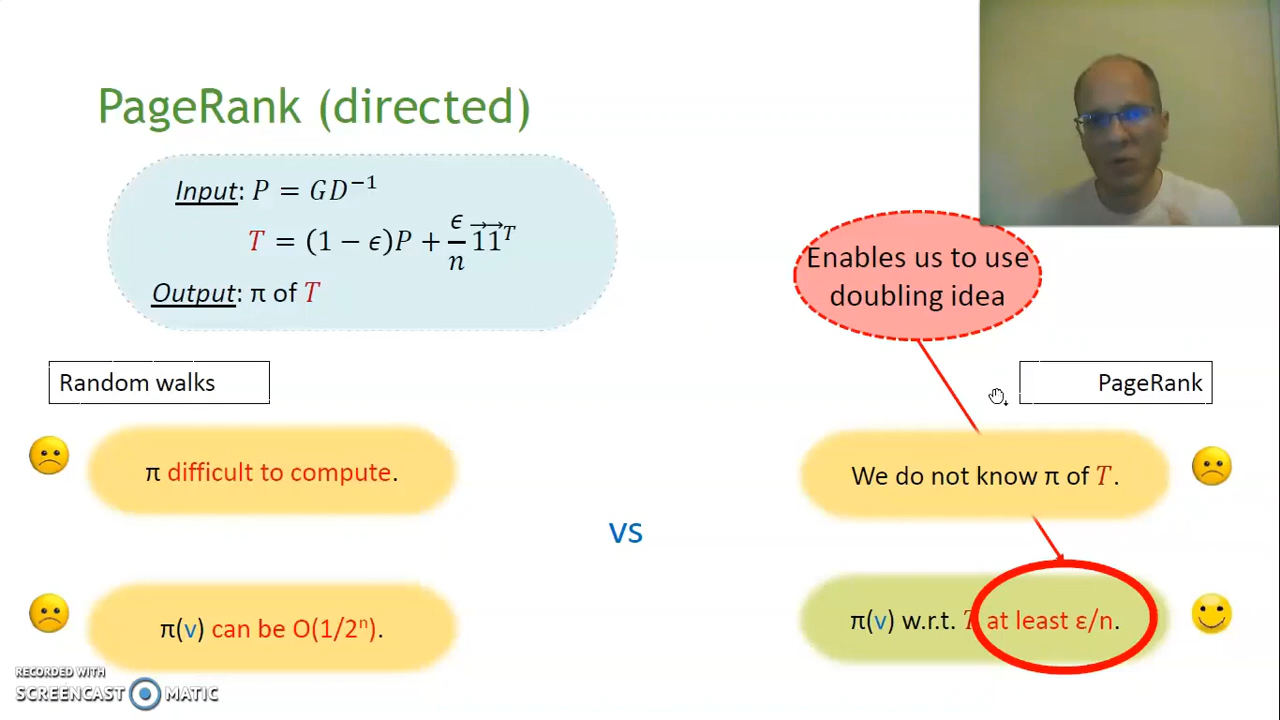 PageRank (directed)
Input: P = GD⁻¹
T = (1 − ϵ)P + ϵ/n 1⃗1⃗ᵀ
Output: π of T
Enables us to use
doubling idea
Random walks
PageRank
π difficult to compute.
We do not know π of T.
vs
π(v) can be O(1/2ⁿ).
π(v) w.r.t. T at least ε/n.
RECORDED WITH
SCREENCAST MATIC